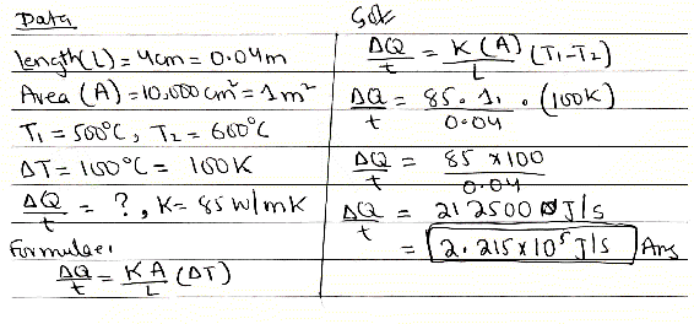 Data
length(L) = 4cm = 0.04m
Area (A) = 10,000 cm² = 1m²
T₁ = 500°C, T₂ = 600°C
ΔT = 100°C = 100K
ΔQ/t = ?, K = 85 W/mK
Formulae:
ΔQ/t = KA/L (ΔT)
Sol:
ΔQ/t = K(A)/L (T₁-T₂)
ΔQ/t = 85 . 1 . /0.04 (100K)
ΔQ/t = 85 × 100/0.04
ΔQ/t = 212500 J/s
= 2.215 × 10⁵ J/s Ans